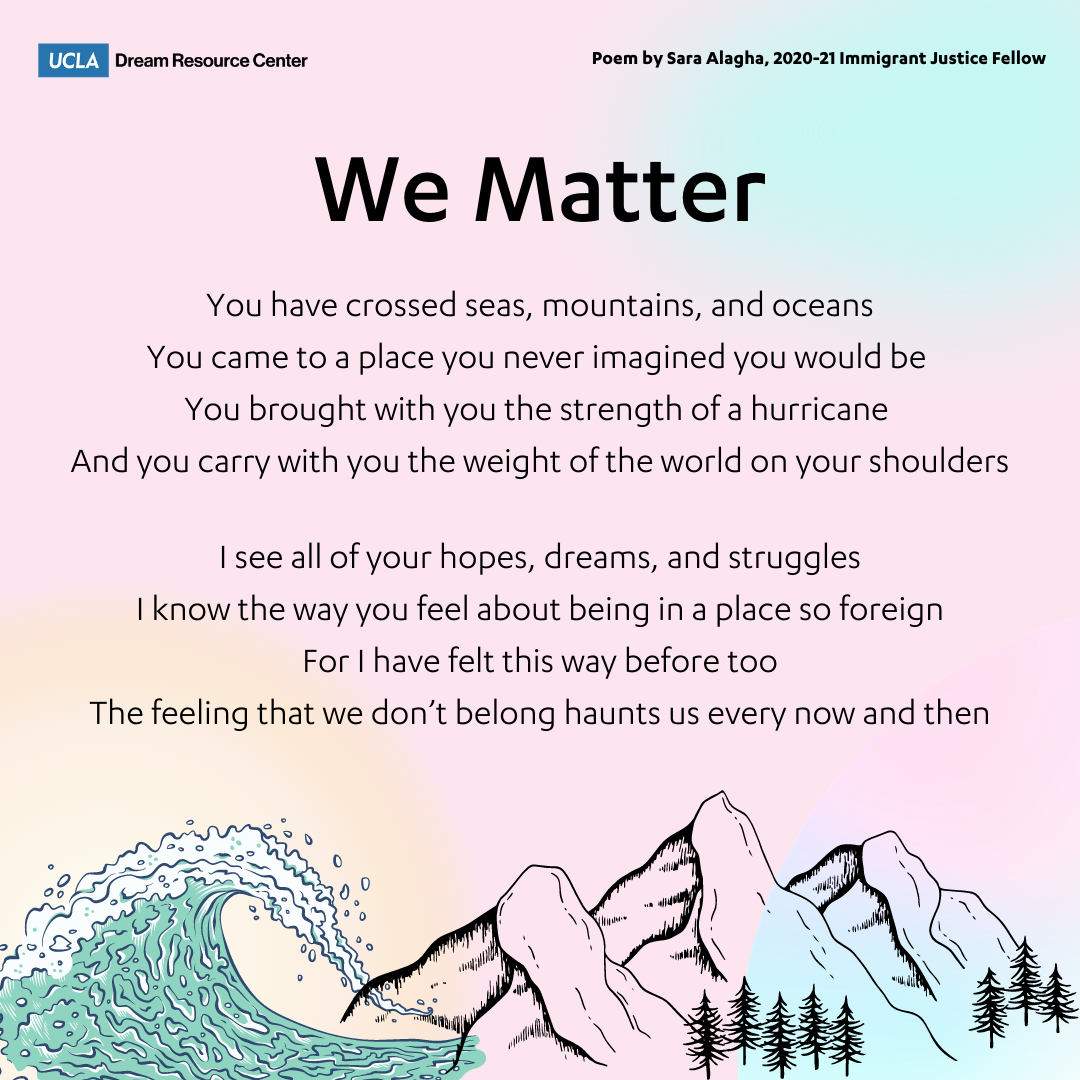 UCLA Dream Resource Center
Poem by Sara Alagha, 2020-21 Immigrant Justice Fellow
We Matter
You have crossed seas, mountains, and oceans
You came to a place you never imagined you would be
You brought with you the strength of a hurricane
And you carry with you the weight of the world on your shoulders
I see all of your hopes, dreams, and struggles
I know the way you feel about being in a place so foreign
For I have felt this way before too
The feeling that we don’t belong haunts us every now and then